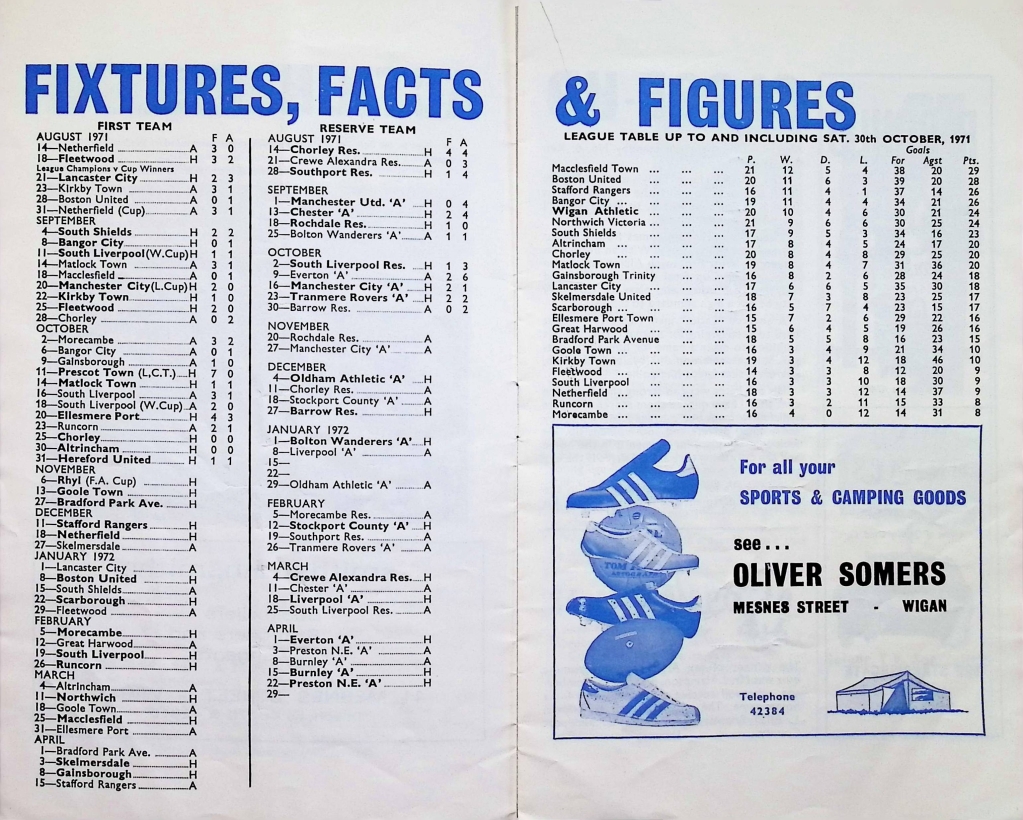 FIXTURES, FACTS
FIRST TEAM
AUGUST 1971 F A
14—Netherfield A 3 0
18—Fleetwood H 3 2
League Champions v Cup Winners
21—Lancaster City H 2 3
23—Kirkby Town A 3 1
28—Boston United A 0 1
31—Netherfield (Cup) A 3 1
SEPTEMBER
4—South Shields H 2 2
8—Bangor City H 0 1
11—South Liverpool (W.Cup) H 1 1
14—Matlock Town A 3 1
18—Macclesfield A 0 1
20—Manchester City (L.Cup) H 2 0
22—Kirkby Town H 1 0
25—Fleetwood H 2 0
28—Chorley A 0 2
OCTOBER
2—Morecambe A 3 2
6—Bangor City A 0 1
9—Gainsborough A 1 0
11—Prescot Town (L.C.T.) H 7 0
14—Matlock Town H 1 1
16—South Liverpool A 3 1
18—South Liverpool (W.Cup) A 2 0
20—Ellesmere Port H 4 3
23—Runcorn A 2 1
25—Chorley H 0 0
30—Altrincham H 0 0
31—Hereford United H 1 1
NOVEMBER
6—Rhyl (F.A. Cup) H
13—Goole Town H
27—Bradford Park Ave. H
DECEMBER
11—Stafford Rangers H
18—Netherfield H
27—Skelmersdale A
JANUARY 1972
1—Lancaster City A
8—Boston United H
15—South Shields A
22—Scarborough H
29—Fleetwood A
FEBRUARY
5—Morecambe H
12—Great Harwood A
19—South Liverpool H
26—Runcorn H
MARCH
4—Altrincham A
11—Northwich H
18—Goole Town A
25—Macclesfield H
31—Ellesmere Port A
APRIL
1—Bradford Park Ave. A
3—Skelmersdale H
8—Gainsborough H
15—Stafford Rangers A
RESERVE TEAM
AUGUST 1971 F A
14—Chorley Res. H 4 4
21—Crewe Alexandra Res. A 0 3
28—Southport Res. H 1 4
SEPTEMBER
1—Manchester Utd. 'A' H 0 4
13—Chester 'A' H 2 4
18—Rochdale Res. H 1 0
25—Bolton Wanderers 'A' A 1 1
OCTOBER
2—South Liverpool Res. H 1 3
9—Everton 'A' A 2 6
16—Manchester City 'A' H 2 1
23—Tranmere Rovers 'A' H 2 2
30—Barrow Res. A 0 2
NOVEMBER
20—Rochdale Res. A
27—Manchester City 'A' A
DECEMBER
4—Oldham Athletic 'A' H
11—Chorley Res. A
18—Stockport County 'A' A
27—Barrow Res. H
JANUARY 1972
1—Bolton Wanderers 'A' H
8—Liverpool 'A' A
15—
22—
29—Oldham Athletic 'A' A
FEBRUARY
5—Morecambe Res. A
12—Stockport County 'A' H
19—Southport Res. A
26—Tranmere Rovers 'A' A
MARCH
4—Crewe Alexandra Res. H
11—Chester 'A' A
18—Liverpool 'A' H
25—South Liverpool Res. A
APRIL
1—Everton 'A' H
3—Preston N.E. 'A' A
8—Burnley 'A' A
15—Burnley 'A' H
22—Preston N.E. 'A' H
29—
& FIGURES
LEAGUE TABLE UP TO AND INCLUDING SAT. 30th OCTOBER, 1971
Goals
P. W. D. L. For Agst Pts.
Macclesfield Town ... ... ... 21 12 5 4 38 20 29
Boston United ... ... ... 20 11 6 3 39 20 28
Stafford Rangers ... ... ... 16 11 4 1 37 14 26
Bangor City ... ... ... ... 19 11 4 4 34 21 26
Wigan Athletic ... ... ... 20 10 4 6 30 21 24
Northwich Victoria ... ... ... 21 9 6 6 30 25 24
South Shields ... ... ... 17 9 5 3 34 16 23
Altrincham ... ... ... ... 17 8 4 5 24 17 20
Chorley ... ... ... ... 20 8 4 8 29 25 20
Matlock Town ... ... ... 19 8 4 7 31 36 20
Gainsborough Trinity ... ... 16 8 2 6 28 24 18
Lancaster City ... ... ... 17 6 6 5 35 30 18
Skelmersdale United ... ... 18 7 3 8 23 25 17
Scarborough ... ... ... ... 16 5 7 4 23 15 17
Ellesmere Port Town ... ... 15 7 2 6 29 22 16
Great Harwood ... ... ... 15 6 4 5 19 26 16
Bradford Park Avenue ... ... 18 5 5 8 16 23 15
Goole Town ... ... ... ... 16 3 4 9 21 34 10
Kirkby Town ... ... ... 19 3 4 12 18 46 10
Fleetwood ... ... ... ... 14 3 3 8 12 20 9
South Liverpool ... ... ... 16 3 3 10 18 30 9
Netherfield ... ... ... ... 18 3 3 12 14 37 9
Runcorn ... ... ... ... 16 3 2 11 15 33 8
Morecambe ... ... ... ... 16 4 0 12 14 31 8
For all your
SPORTS & CAMPING GOODS
see...
OLIVER SOMERS
MESNES STREET - WIGAN
Telephone
42384